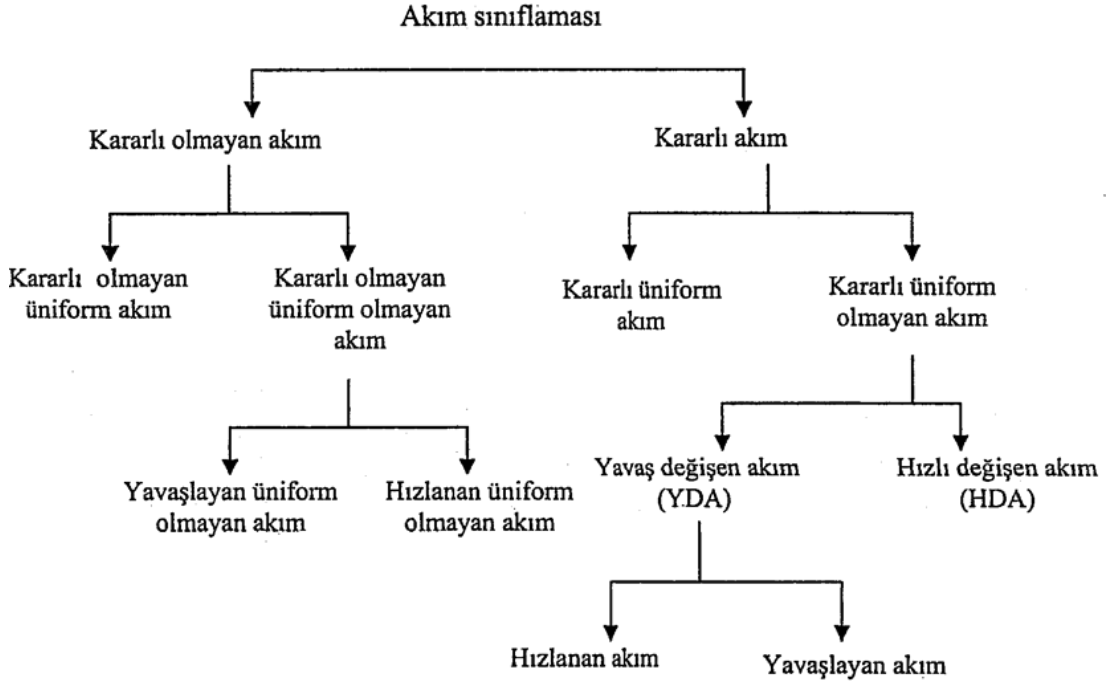 Akım sınıflaması
Kararlı olmayan akım
Kararlı akım
Kararlı olmayan
üniform akım
Kararlı olmayan
üniform olmayan
akım
Kararlı üniform
akım
Kararlı üniform
olmayan akım
Yavaşlayan üniform
olmayan akım
Hızlanan üniform
olmayan akım
Yavaş değişen akım
(YDA)
Hızlı değişen akım
(HDA)
Hızlanan akım
Yavaşlayan akım